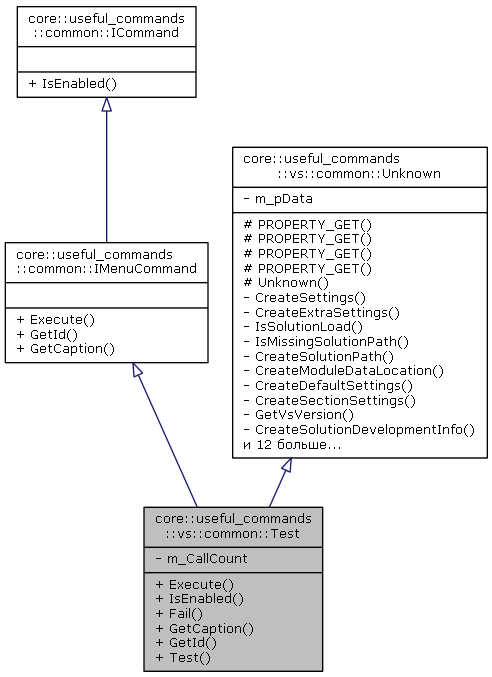 core::useful_commands
::common::ICommand
+ IsEnabled()
core::useful_commands
::vs::common::Unknown
- m_pData
# PROPERTY_GET()
# PROPERTY_GET()
# PROPERTY_GET()
# PROPERTY_GET()
# Unknown()
- CreateSettings()
- CreateExtraSettings()
- IsSolutionLoad()
- IsMissingSolutionPath()
- CreateSolutionPath()
- CreateModuleDataLocation()
- CreateDefaultSettings()
- CreateSectionSettings()
- GetVsVersion()
- CreateSolutionDevelopmentInfo()
и 12 больше...
core::useful_commands
::common::IMenuCommand
+ Execute()
+ GetId()
+ GetCaption()
core::useful_commands
::vs::common::Test
- m_CallCount
+ Execute()
+ IsEnabled()
+ Fail()
+ GetCaption()
+ GetId()
+ Test()